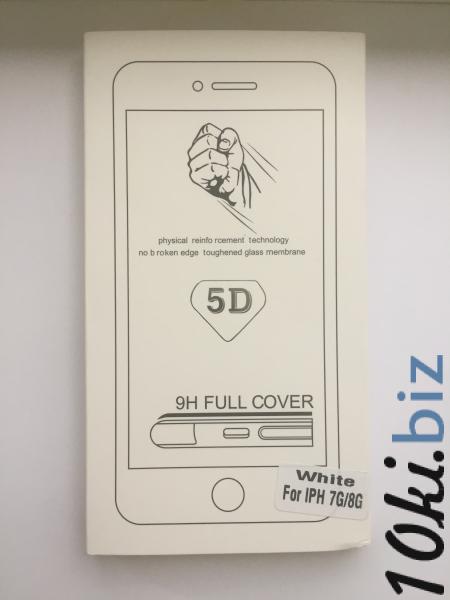 physical reinfo rcement technology
no b roken edge toughened glass membrane
5D
9H FULL COVER
White
For IPH 7G/8G
10ki.biz